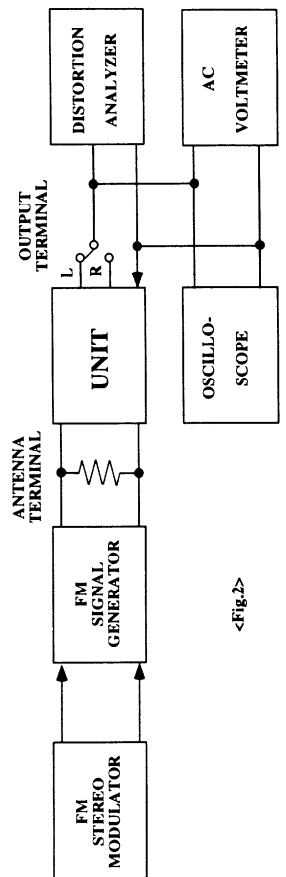 FM
STEREO
MODULATOR
FM
SIGNAL
GENERATOR
ANTENNA
TERMINAL
UNIT
OUTPUT
TERMINAL
L
R
DISTORTION
ANALYZER
OSCILLO-
SCOPE
AC
VOLTMETER
<Fig.2>